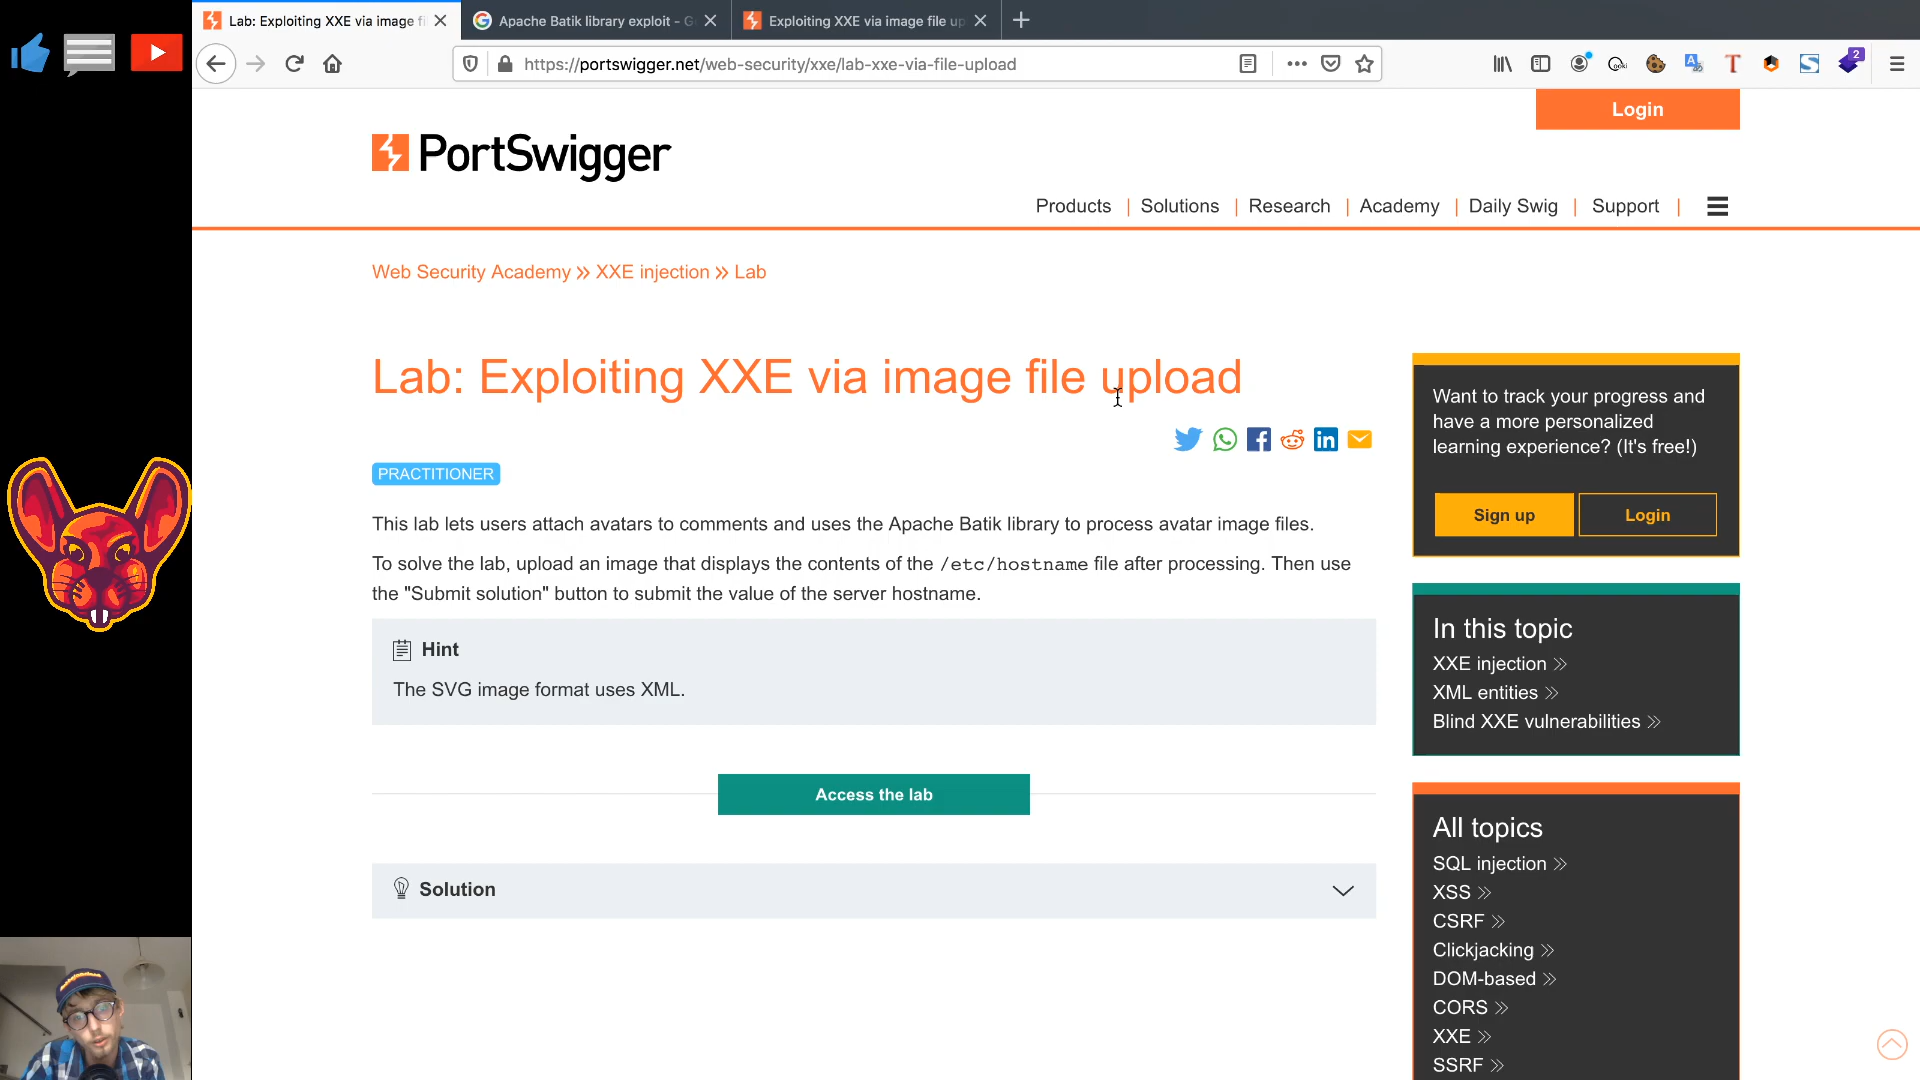 Lab: Exploiting XXE via image fi
Apache Batik library exploit - G
Exploiting XXE via image file up
https://portswigger.net/web-security/xxe/lab-xxe-via-file-upload
2
Login
PortSwigger
Products | Solutions | Research | Academy | Daily Swig | Support |
Web Security Academy >> XXE injection >> Lab
Lab: Exploiting XXE via image file upload
PRACTITIONER
This lab lets users attach avatars to comments and uses the Apache Batik library to process avatar image files.
To solve the lab, upload an image that displays the contents of the /etc/hostname file after processing. Then use
the "Submit solution" button to submit the value of the server hostname.
Hint
The SVG image format uses XML.
Access the lab
Solution
Want to track your progress and
have a more personalized
learning experience? (It's free!)
Sign up
Login
In this topic
XXE injection >>
XML entities >>
Blind XXE vulnerabilities >>
All topics
SQL injection >>
XSS >>
CSRF >>
Clickjacking >>
DOM-based >>
CORS >>
XXE >>
SSRF >>